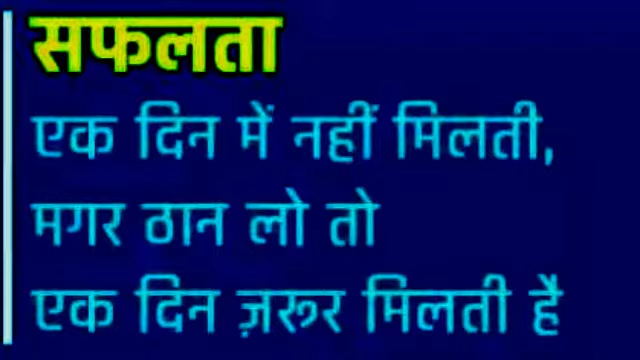 सफलता
एक दिन में नहीं मिलती,
मगर ठान लो तो
एक दिन ज़रूर मिलती है